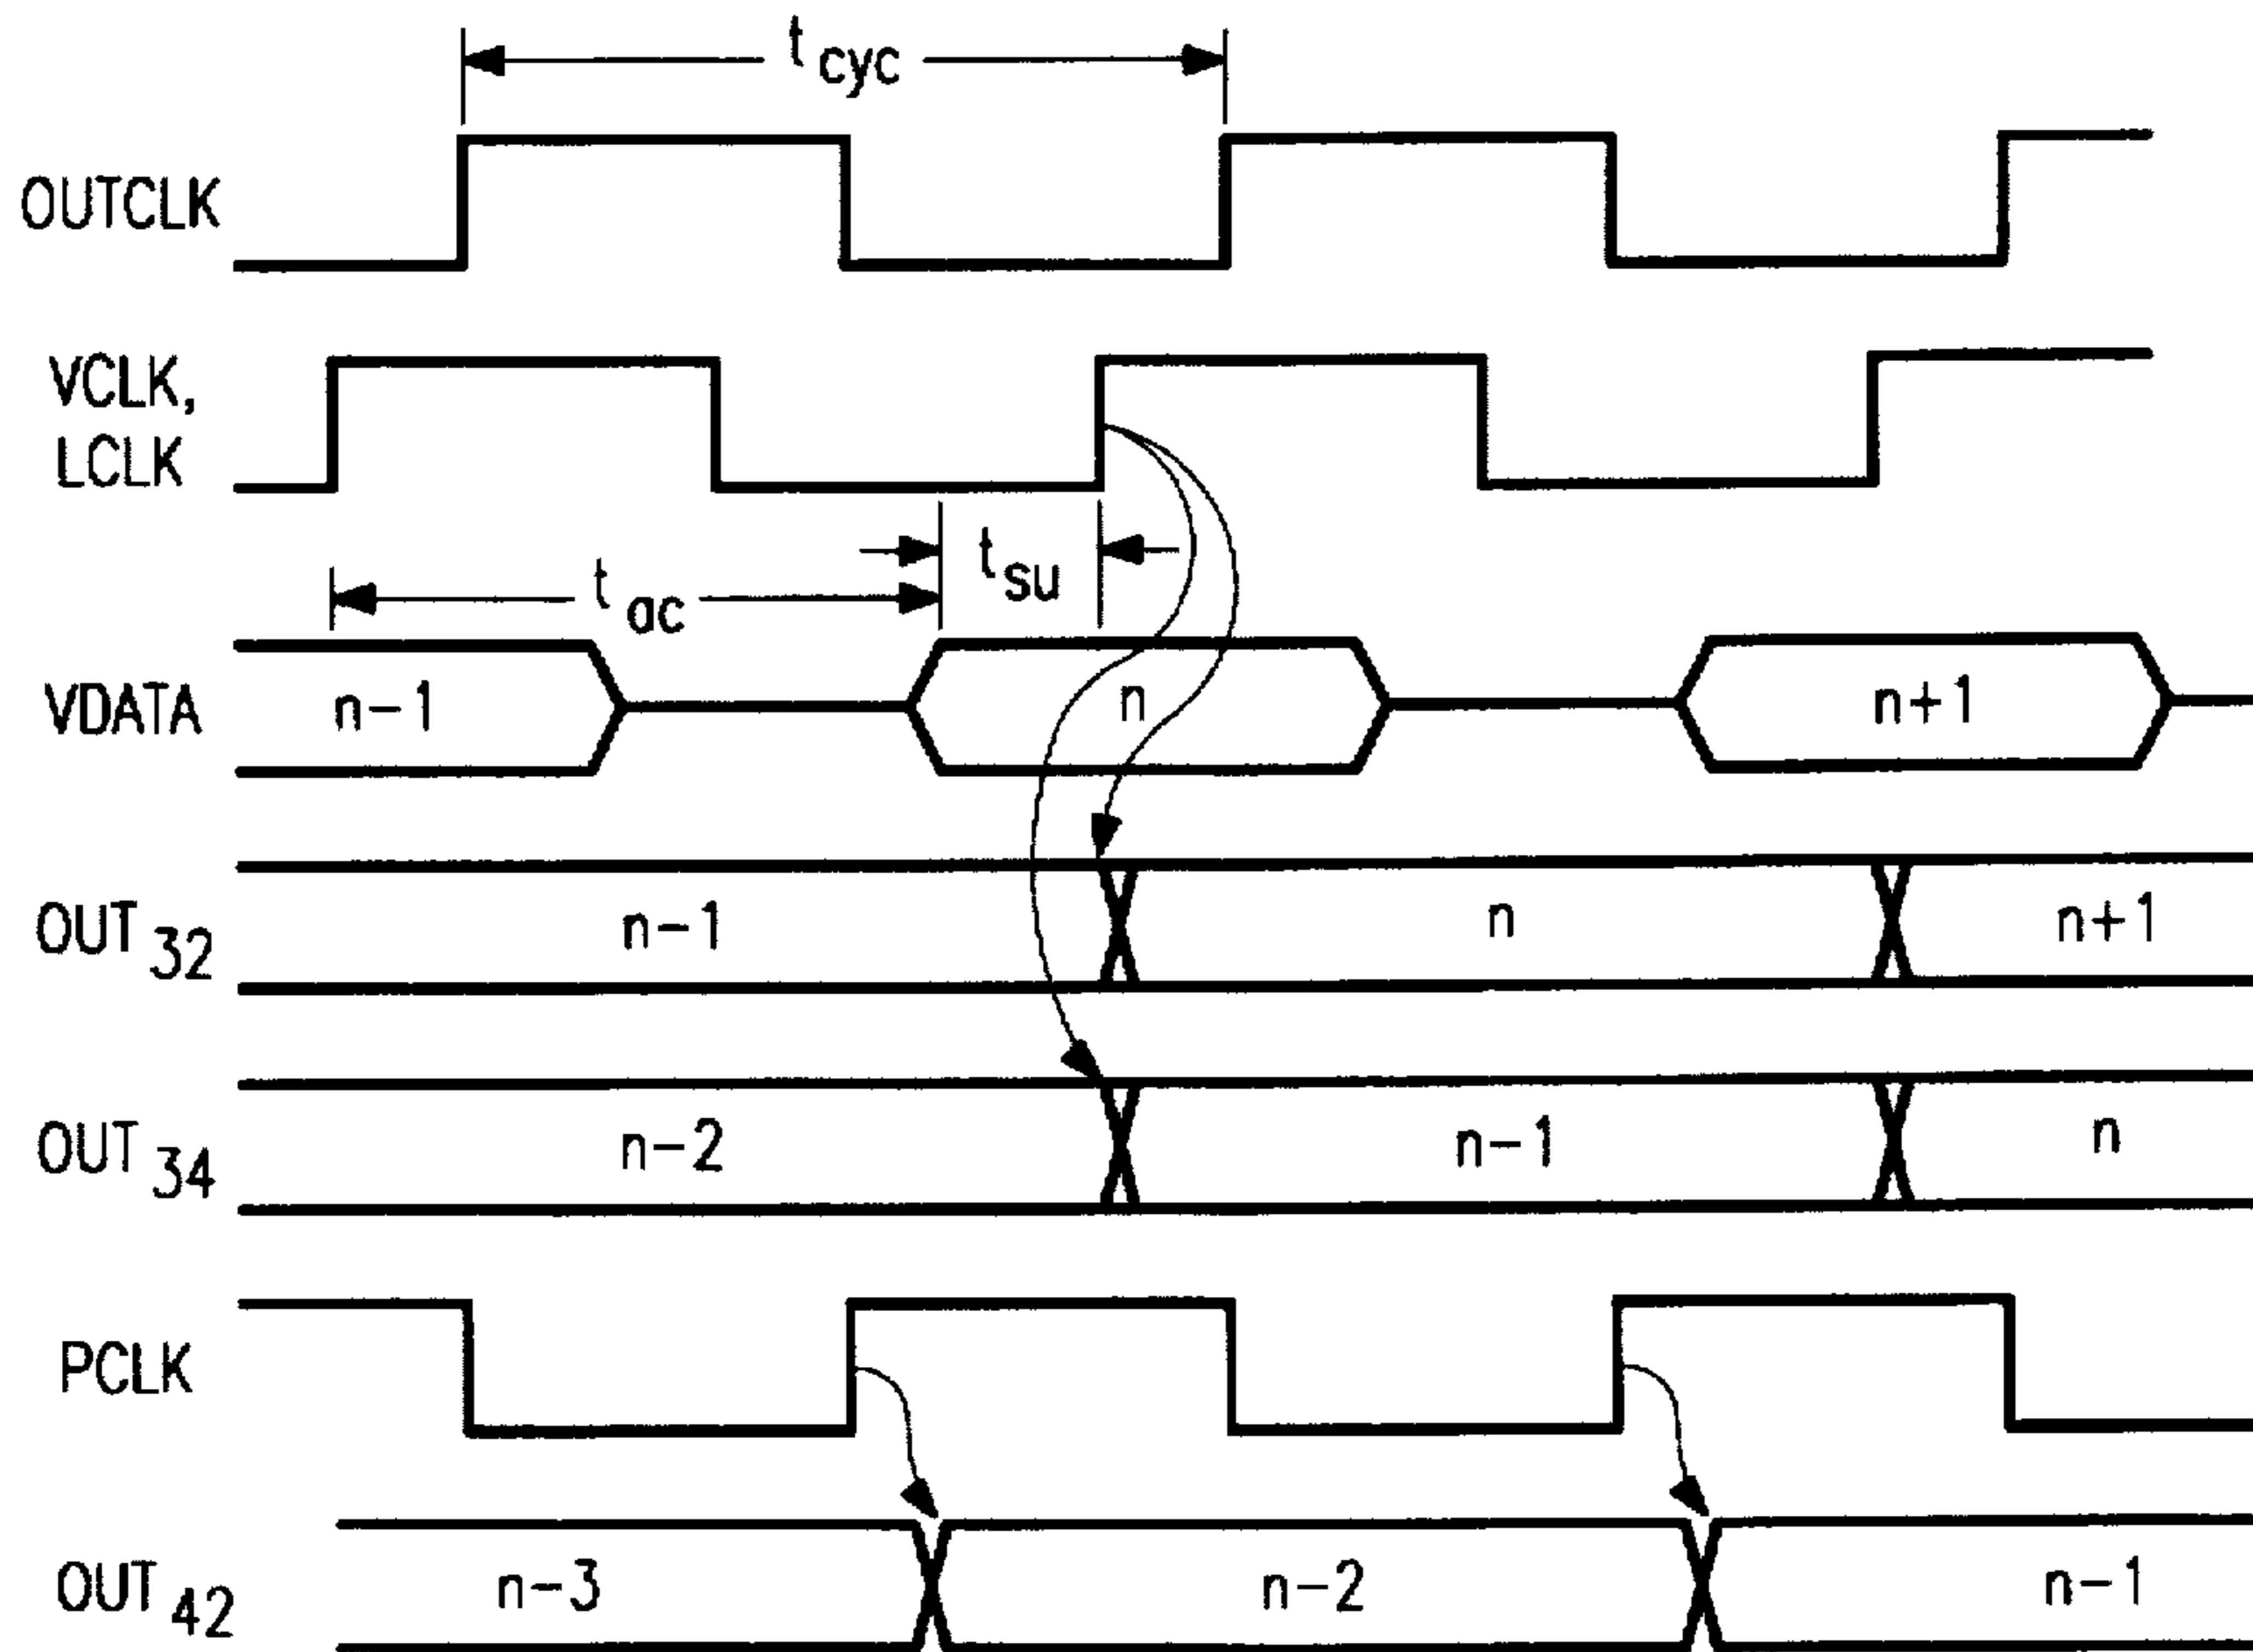 t cyc
OUTCLK
VCLK,
LCLK
t su
t ac
VDATA n-1 n n+1
OUT 32 n-1 n n+1
OUT 34 n-2 n-1 n
PCLK
OUT 42 n-3 n-2 n-1